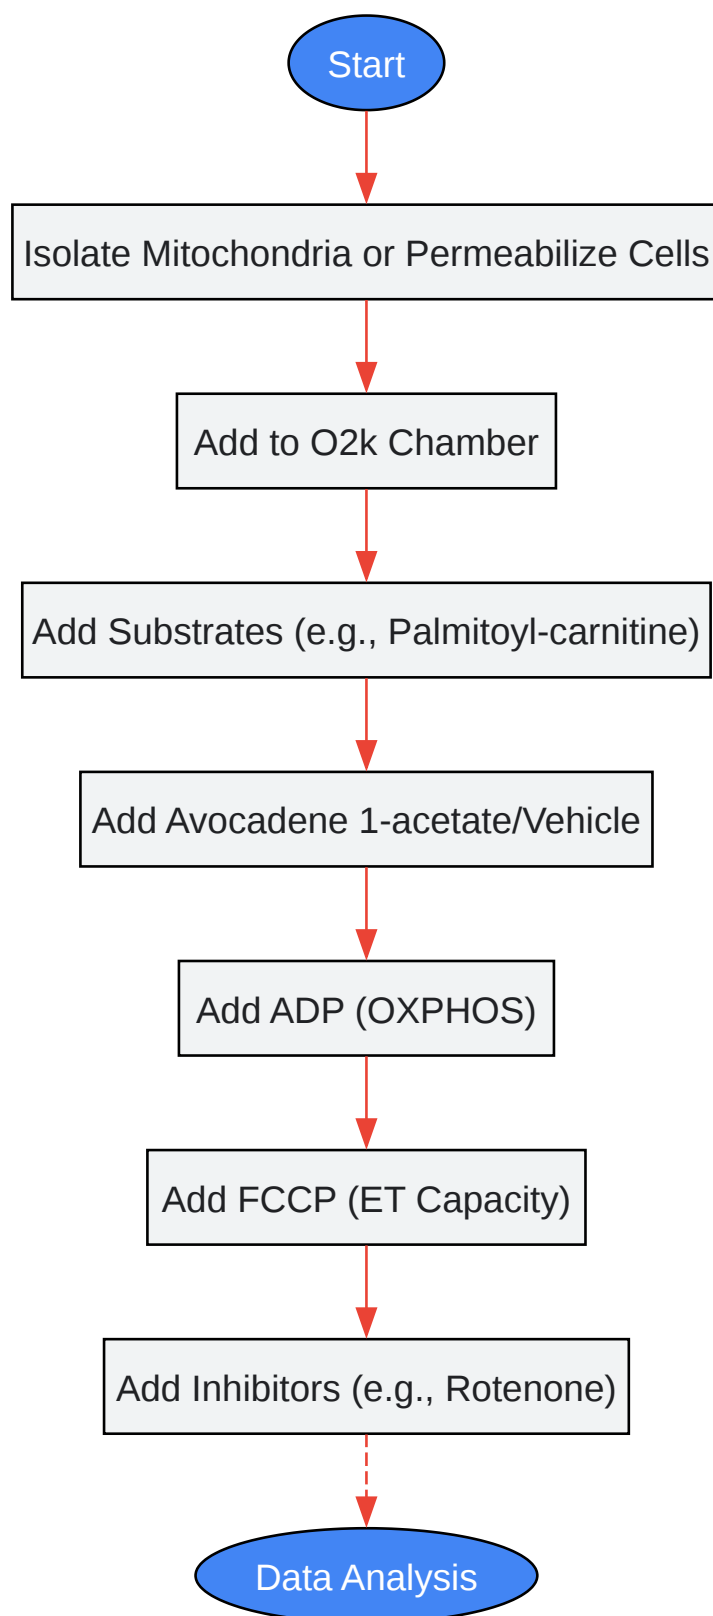 Start
Isolate Mitochondria or Permeabilize Cells
Add to O2k Chamber
Add Substrates (e.g., Palmitoyl-carnitine)
Add Avocadene 1-acetate/Vehicle
Add ADP (OXPHOS)
Add FCCP (ET Capacity)
Add Inhibitors (e.g., Rotenone)
Data Analysis